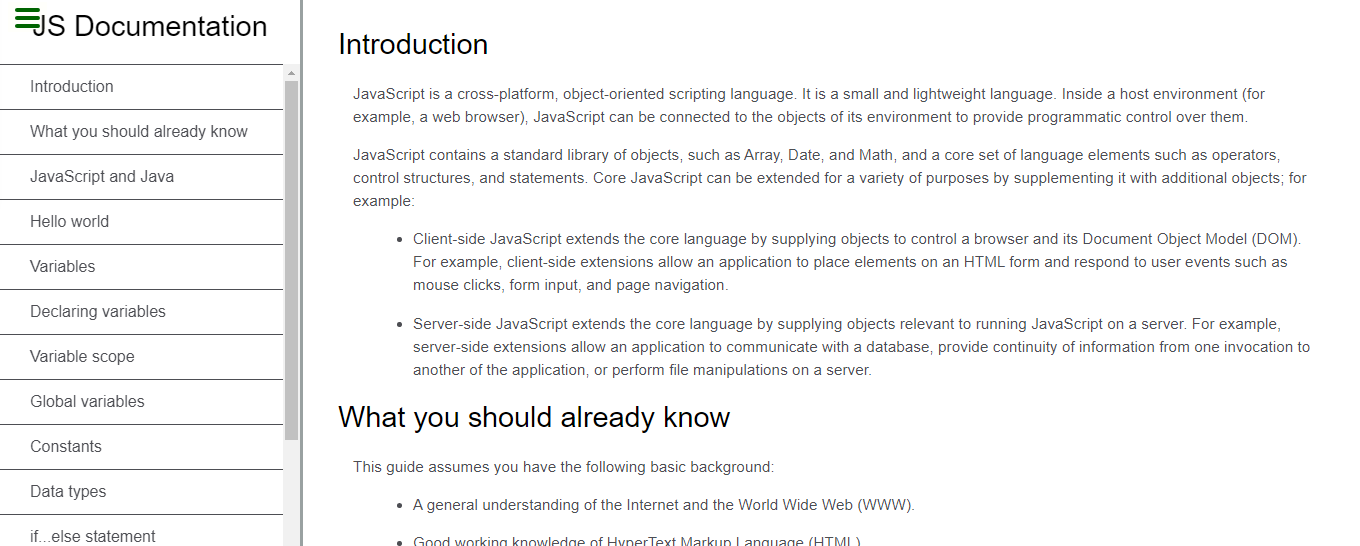 JS Documentation
Introduction
What you should already know
JavaScript and Java
Hello world
Variables
Declaring variables
Variable scope
Global variables
Constants
Data types
if...else statement
Introduction
JavaScript is a cross-platform, object-oriented scripting language. It is a small and lightweight language. Inside a host environment (for
example, a web browser), JavaScript can be connected to the objects of its environment to provide programmatic control over them.
JavaScript contains a standard library of objects, such as Array, Date, and Math, and a core set of language elements such as operators,
control structures, and statements. Core JavaScript can be extended for a variety of purposes by supplementing it with additional objects; for
example:
• Client-side JavaScript extends the core language by supplying objects to control a browser and its Document Object Model (DOM).
For example, client-side extensions allow an application to place elements on an HTML form and respond to user events such as
mouse clicks, form input, and page navigation.
• Server-side JavaScript extends the core language by supplying objects relevant to running JavaScript on a server. For example,
server-side extensions allow an application to communicate with a database, provide continuity of information from one invocation to
another of the application, or perform file manipulations on a server.
What you should already know
This guide assumes you have the following basic background:
• A general understanding of the Internet and the World Wide Web (WWW).
• Good working knowledge of HyperText Markup Language (HTML).